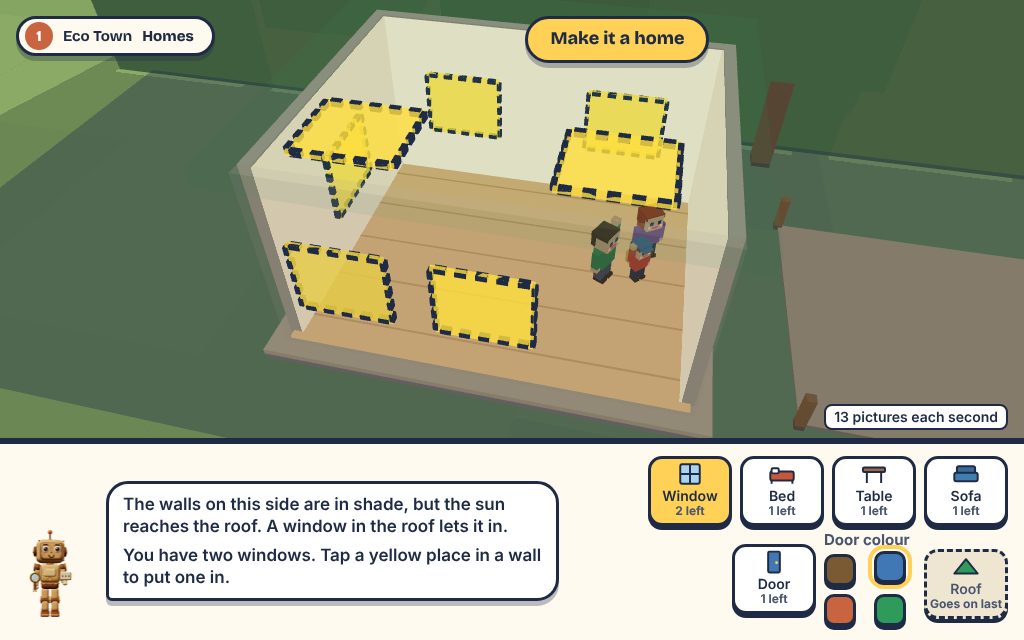 1 Eco Town Homes
Make it a home
13 pictures each second
The walls on this side are in shade, but the sun
reaches the roof. A window in the roof lets it in.
You have two windows. Tap a yellow place in a wall
to put one in.
Window
2 left
Bed
1 left
Table
1 left
Sofa
1 left
Door
1 left
Door colour
Roof
Goes on last